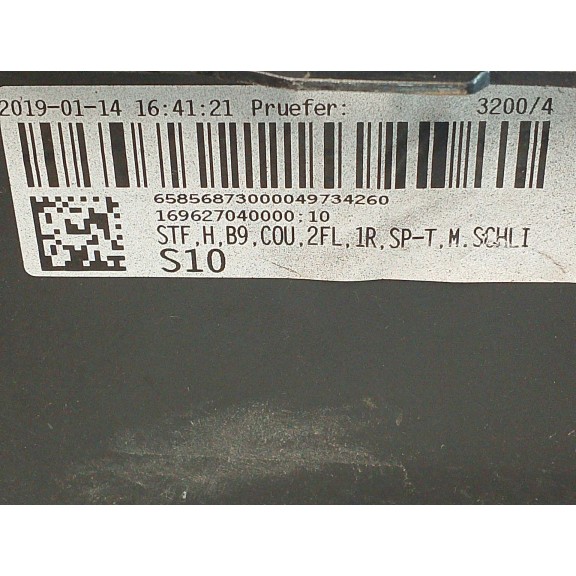 2019-01-14 16:41:21 Pruefer: 3200/4
65856873000049734260
169627040000:10
STF,H,B9,COU,2FL,1R,SP-T,M.SCHLI
S10